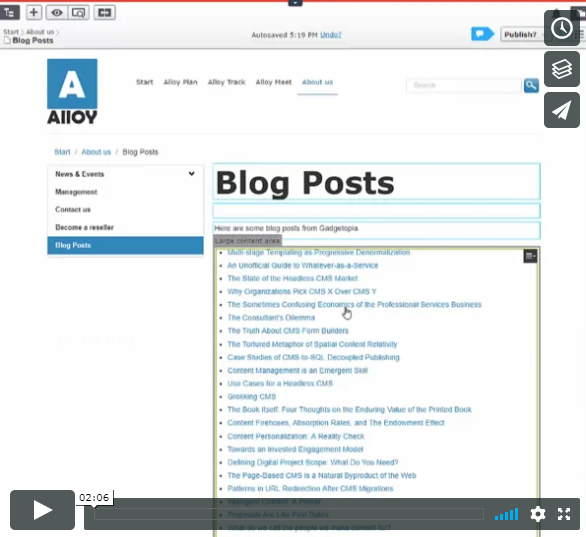 Start › About us ›
Blog Posts
Autosaved 5:19 PM Undo?
Publish?
A
Alloy
Start Alloy Plan Alloy Track Alloy Meet About us
Search
Start / About us / Blog Posts
News & Events
Management
Contact us
Become a reseller
Blog Posts
Blog Posts
Here are some blog posts from Gadgetopia
Large content area
Multi-stage Templating as Progressive Denormalization
An Unofficial Guide to Whatever-as-a-Service
The State of the Headless CMS Market
Why Organizations Pick CMS X Over CMS Y
The Sometimes Confusing Economics of the Professional Services Business
The Consultant's Dilemma
The Truth About CMS Form Builders
The Tortured Metaphor of Spatial Content Relativity
Case Studies of CMS-to-SQL Decoupled Publishing
Content Management is an Emergent Skill
Use Cases for a Headless CMS
Grokking CMS
The Book Itself: Four Thoughts on the Enduring Value of the Printed Book
Content Firehoses, Absorption Rates, and The Endowment Effect
Content Personalization: A Reality Check
Towards an Invested Engagement Model
Defining Digital Project Scope: What Do You Need?
The Page-Based CMS is a Natural Byproduct of the Web
Patterns in URL Redirection After CMS Migrations
Intelligent Content: A Primer
Proposals Are Like First Dates
What do we call the people we make content for?
02:06